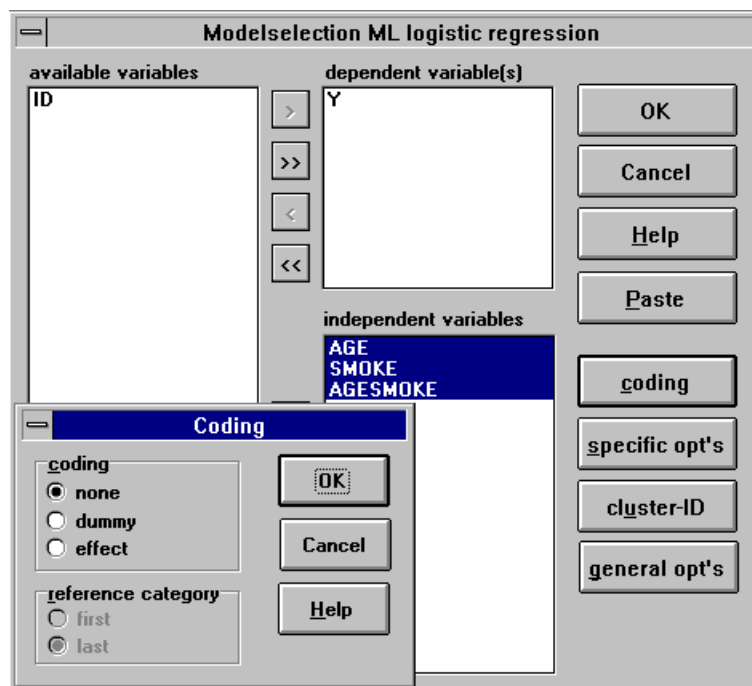 Modelselection ML logistic regression
available variables
ID
>
>>
<
<<
dependent variable(s)
Y
independent variables
AGE
SMOKE
AGESMOKE
OK
Cancel
Help
Paste
coding
specific opt's
cluster-ID
general opt's
Coding
coding
none
dummy
effect
reference category
first
last
OK
Cancel
Help